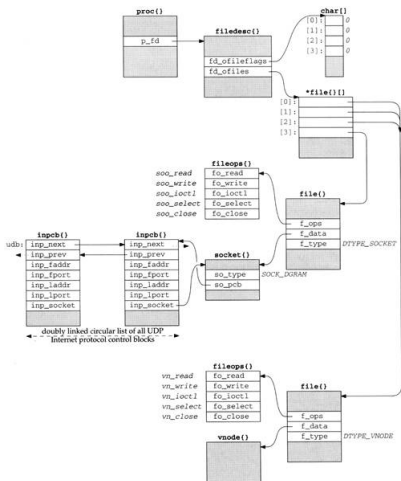 proc{}
p_fd
filedesc{}
fd_ofileflags
fd_ofiles
char[]
[0]: 0
[1]: 0
[2]: 0
[3]: 0
*file{}[]
[0]:
[1]:
[2]:
[3]:
fileops{}
soo_read fo_read
soo_write fo_write
soo_ioctl fo_ioctl
soo_select fo_select
soo_close fo_close
file{}
f_ops
f_data
f_type DTYPE_SOCKET
inpcb{}
udb: inp_next
inp_prev
inp_faddr
inp_fport
inp_laddr
inp_lport
inp_socket
inpcb{}
inp_next
inp_prev
inp_faddr
inp_fport
inp_laddr
inp_lport
inp_socket
socket{}
so_type SOCK_DGRAM
so_pcb
doubly linked circular list of all UDP
Internet protocol control blocks
fileops{}
vn_read fo_read
vn_write fo_write
vn_ioctl fo_ioctl
vn_select fo_select
vn_close fo_close
file{}
f_ops
f_data
f_type DTYPE_VNODE
vnode{}